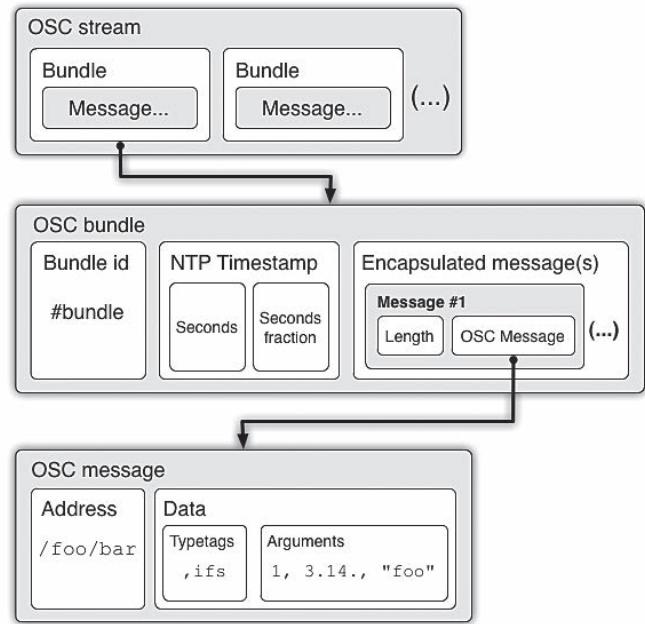 OSC stream
Bundle
Bundle
Message...
Message...
(...)
OSC bundle
Bundle id
NTP Timestamp
Encapsulated message(s)
#bundle
Seconds
Seconds
fraction
Message #1
Length
OSC Message
(...)
OSC message
Address
Data
/foo/bar
Typetags
Arguments
,ifs
1, 3.14., "foo"